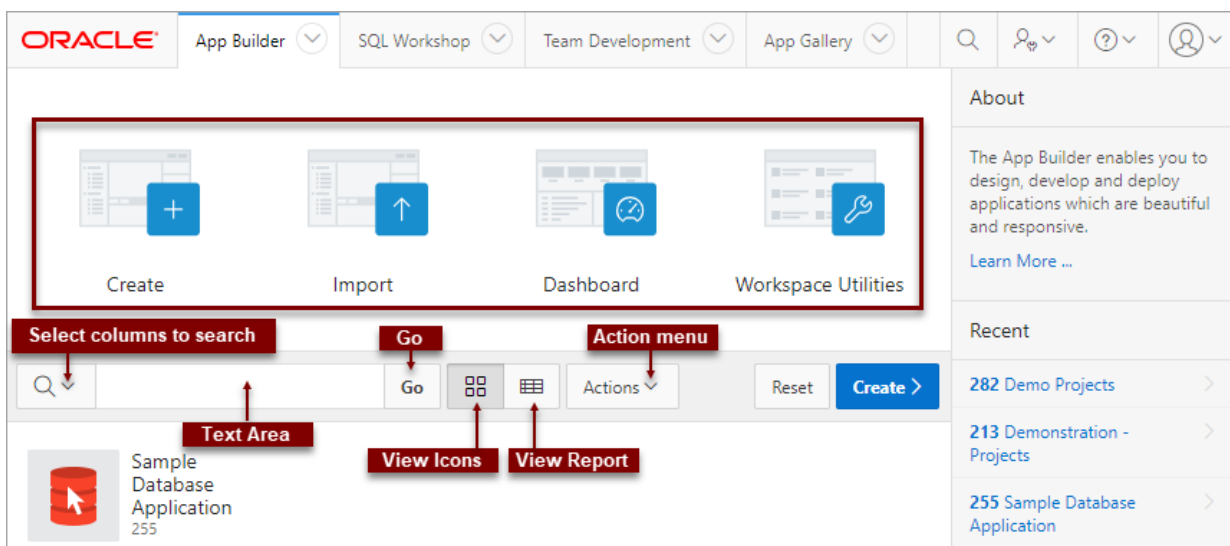 ORACLE
App Builder
SQL Workshop
Team Development
App Gallery
Create
Import
Dashboard
Workspace Utilities
Select columns to search
Go
Action menu
Go
Actions
Reset
Create
Text Area
View Icons
View Report
Sample
Database
Application
255
About
The App Builder enables you to
design, develop and deploy
applications which are beautiful
and responsive.
Learn More ...
Recent
282 Demo Projects
213 Demonstration -
Projects
255 Sample Database
Application